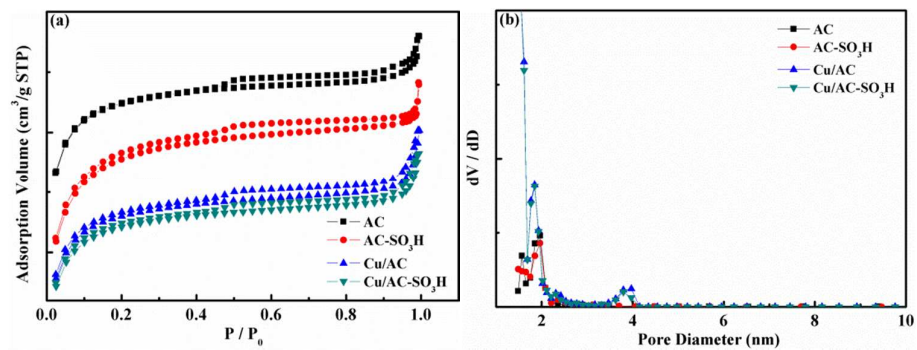 (a)
Adsorption Volume (cm³/g STP)
AC
AC-SO₃H
Cu/AC
Cu/AC-SO₃H
0.0 0.2 0.4 0.6 0.8 1.0
P / P₀
(b)
dV / dD
AC
AC-SO₃H
Cu/AC
Cu/AC-SO₃H
2 4 6 8 10
Pore Diameter (nm)